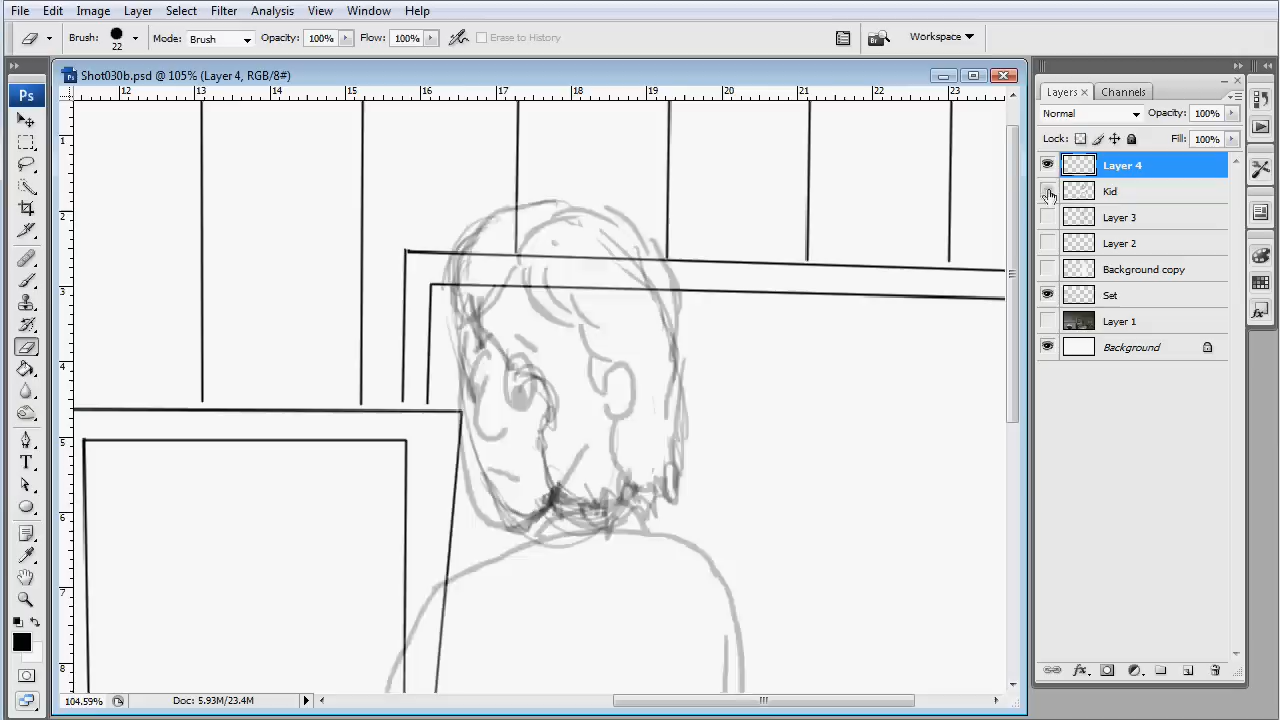 File Edit Image Layer Select Filter Analysis View Window Help
Brush: 22 Mode: Brush Opacity: 100% Flow: 100% Erase to History Workspace
Ps Shot030b.psd @ 105% (Layer 4, RGB/8#)
Ps
12 13 14 15 16 17 18 19 20 21 22 23
1
2
3
4
5
6
7
8
Layers Channels
Normal Opacity: 100%
Lock: Fill: 100%
Layer 4
Kid
Layer 3
Layer 2
Background copy
Set
Layer 1
Background
fx
104.59% Doc: 5.93M/23.4M